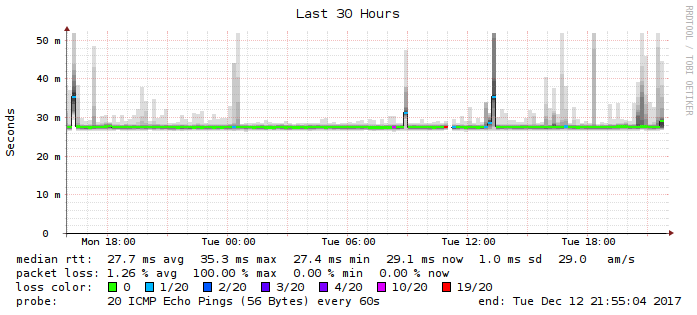 Last 30 Hours
RRDTOOL / TOBI OETIKER
Seconds
50 m
40 m
30 m
20 m
10 m
0
Mon 18:00 Tue 00:00 Tue 06:00 Tue 12:00 Tue 18:00
median rtt: 27.7 ms avg 35.3 ms max 27.4 ms min 29.1 ms now 1.0 ms sd 29.0 am/s
packet loss: 1.26 % avg 100.00 % max 0.00 % min 0.00 % now
loss color: 0 1/20 2/20 3/20 4/20 10/20 19/20
probe: 20 ICMP Echo Pings (56 Bytes) every 60s end: Tue Dec 12 21:55:04 2017